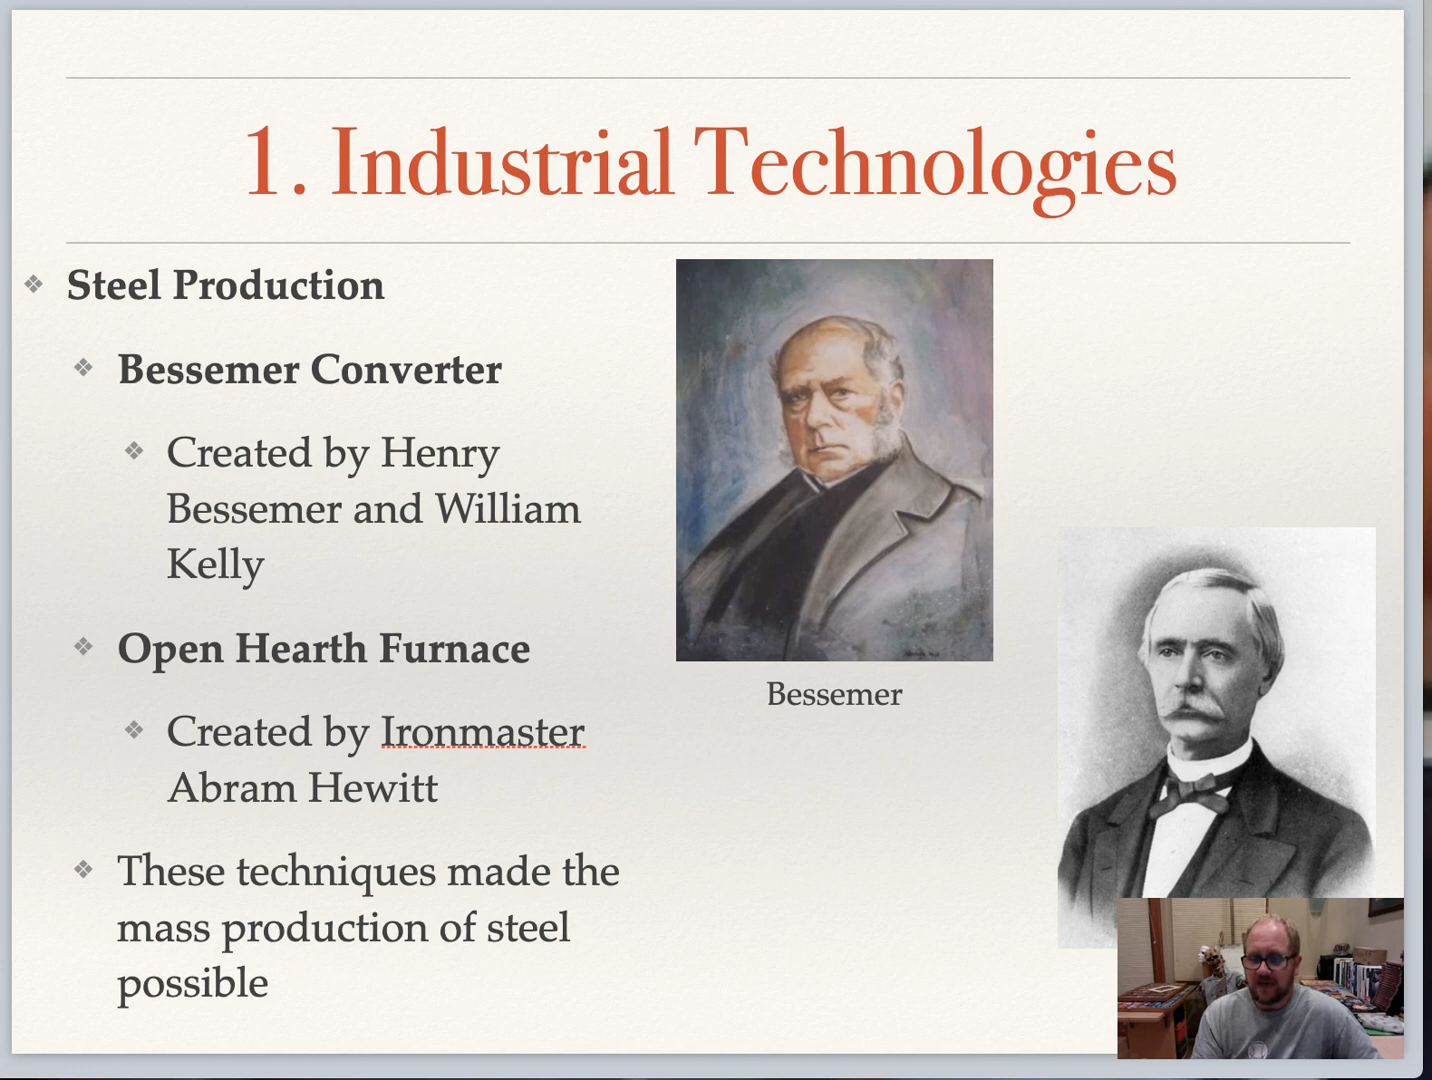 1. Industrial Technologies
Steel Production
Bessemer Converter
Created by Henry
Bessemer and William
Kelly
Open Hearth Furnace
Created by Ironmaster
Abram Hewitt
These techniques made the
mass production of steel
possible
Bessemer